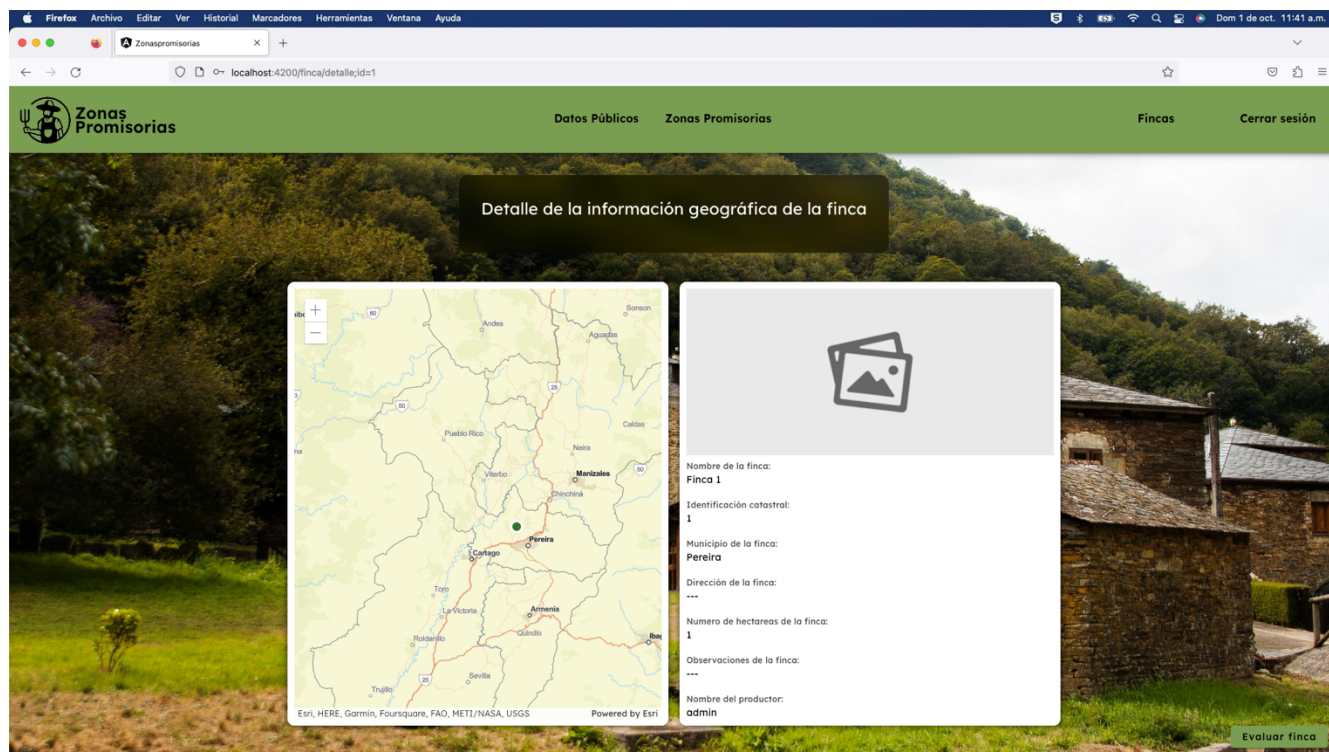 Firefox Archivo Editar Ver Historial Marcadores Herramientas Ventana Ayuda
Dom 1 de oct. 11:41 a.m.
Zonaspromisorias
localhost:4200/finca/detalle;id=1
Zonas
Promisorias
Datos Públicos
Zonas Promisorias
Fincas
Cerrar sesión
Detalle de la información geográfica de la finca
60
Sonson
Andes
Aguadas
25
50
Caldas
Pueblo Rico
Neira
Viterbo
Manizales
50
Chinchiná
Pereira
Cartago
Toro
La Victoria
Armenia
Quindío
Roldanillo
Sevilla
25
Trujillo
Esri, HERE, Garmin, Foursquare, FAO, METI/NASA, USGS
Powered by Esri
Nombre de la finca:
Finca 1
Identificación catastral:
1
Municipio de la finca:
Pereira
Dirección de la finca:
---
Numero de hectareas de la finca:
1
Observaciones de la finca:
---
Nombre del productor:
admin
Evaluar finca